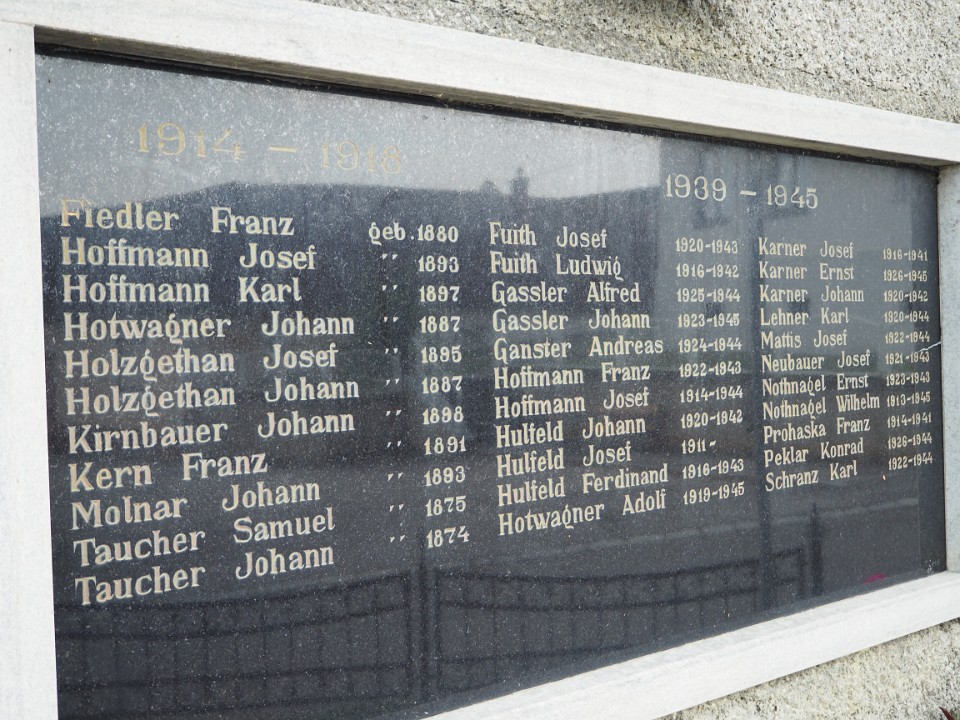 1914 – 1918
Fiedler Franz geb. 1880
Hoffmann Josef " 1893
Hoffmann Karl " 1897
Hotwagner Johann " 1887
Holzgethan Josef " 1895
Holzgethan Johann " 1887
Kirnbauer Johann " 1898
Kern Franz " 1891
Molnar Johann " 1893
Taucher Samuel " 1875
Taucher Johann " 1874
1939 – 1945
Fuith Josef 1920-1943
Fuith Ludwig 1916-1942
Gassler Alfred 1925-1944
Gassler Johann 1923-1945
Ganster Andreas 1924-1944
Hoffmann Franz 1922-1943
Hoffmann Josef 1914-1944
Hulfeld Johann 1920-1942
Hulfeld Josef 1911-
Hulfeld Ferdinand 1916-1943
Hotwagner Adolf 1919-1945
Karner Josef 1916-1941
Karner Ernst 1926-1945
Karner Johann 1920-1942
Lehner Karl 1920-1944
Mattis Josef 1922-1944
Neubauer Josef 1921-1943
Nothnagel Ernst 1923-1943
Nothnagel Wilhelm 1913-1945
Prohaska Franz 1914-1941
Peklar Konrad 1926-1944
Schranz Karl 1922-1944